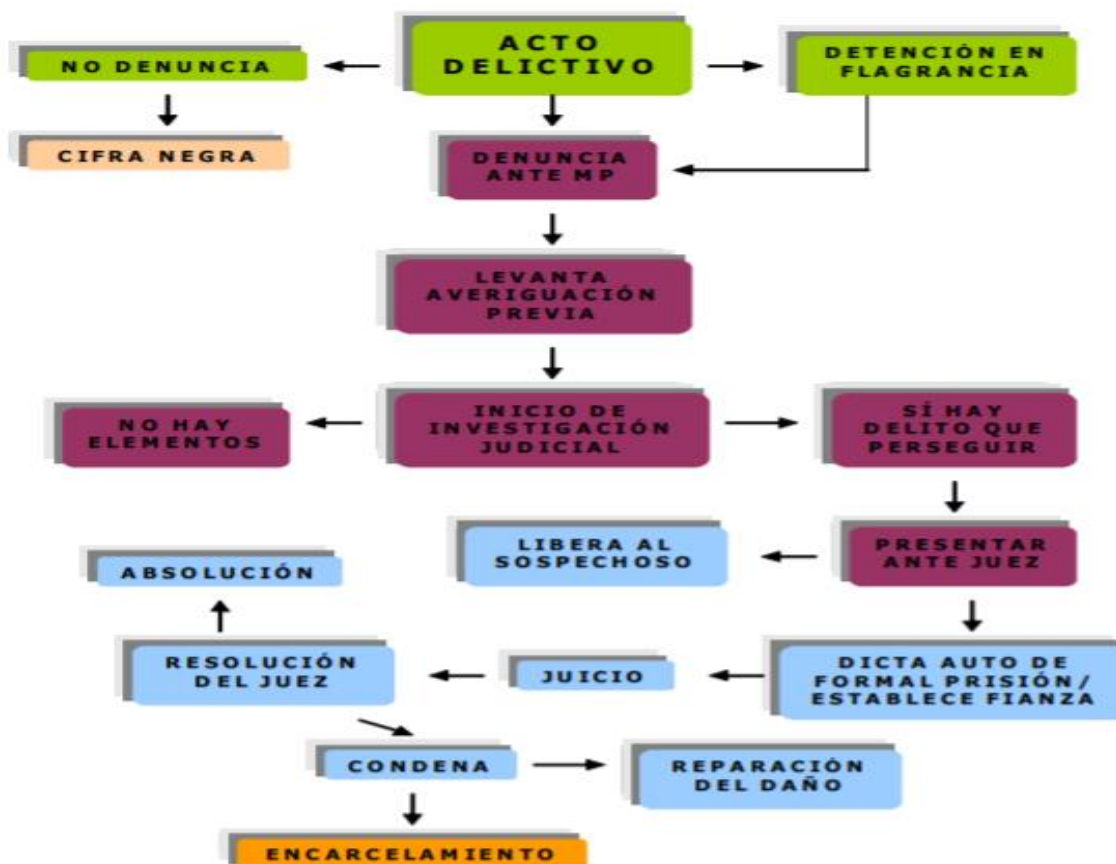 ACTO
DELICTIVO
NO DENUNCIA
DETENCIÓN EN
FLAGRANCIA
CIFRA NEGRA
DENUNCIA
ANTE MP
LEVANTA
AVERIGUACIÓN
PREVIA
NO HAY
ELEMENTOS
INICIO DE
INVESTIGACIÓN
JUDICIAL
SÍ HAY
DELITO QUE
PERSEGUIR
LIBERA AL
SOSPECHOSO
PRESENTAR
ANTE JUEZ
ABSOLUCIÓN
RESOLUCIÓN
DEL JUEZ
JUICIO
DICTA AUTO DE
FORMAL PRISIÓN/
ESTABLECE FIANZA
CONDENA
REPARACIÓN
DEL DAÑO
ENCARCELAMIENTO